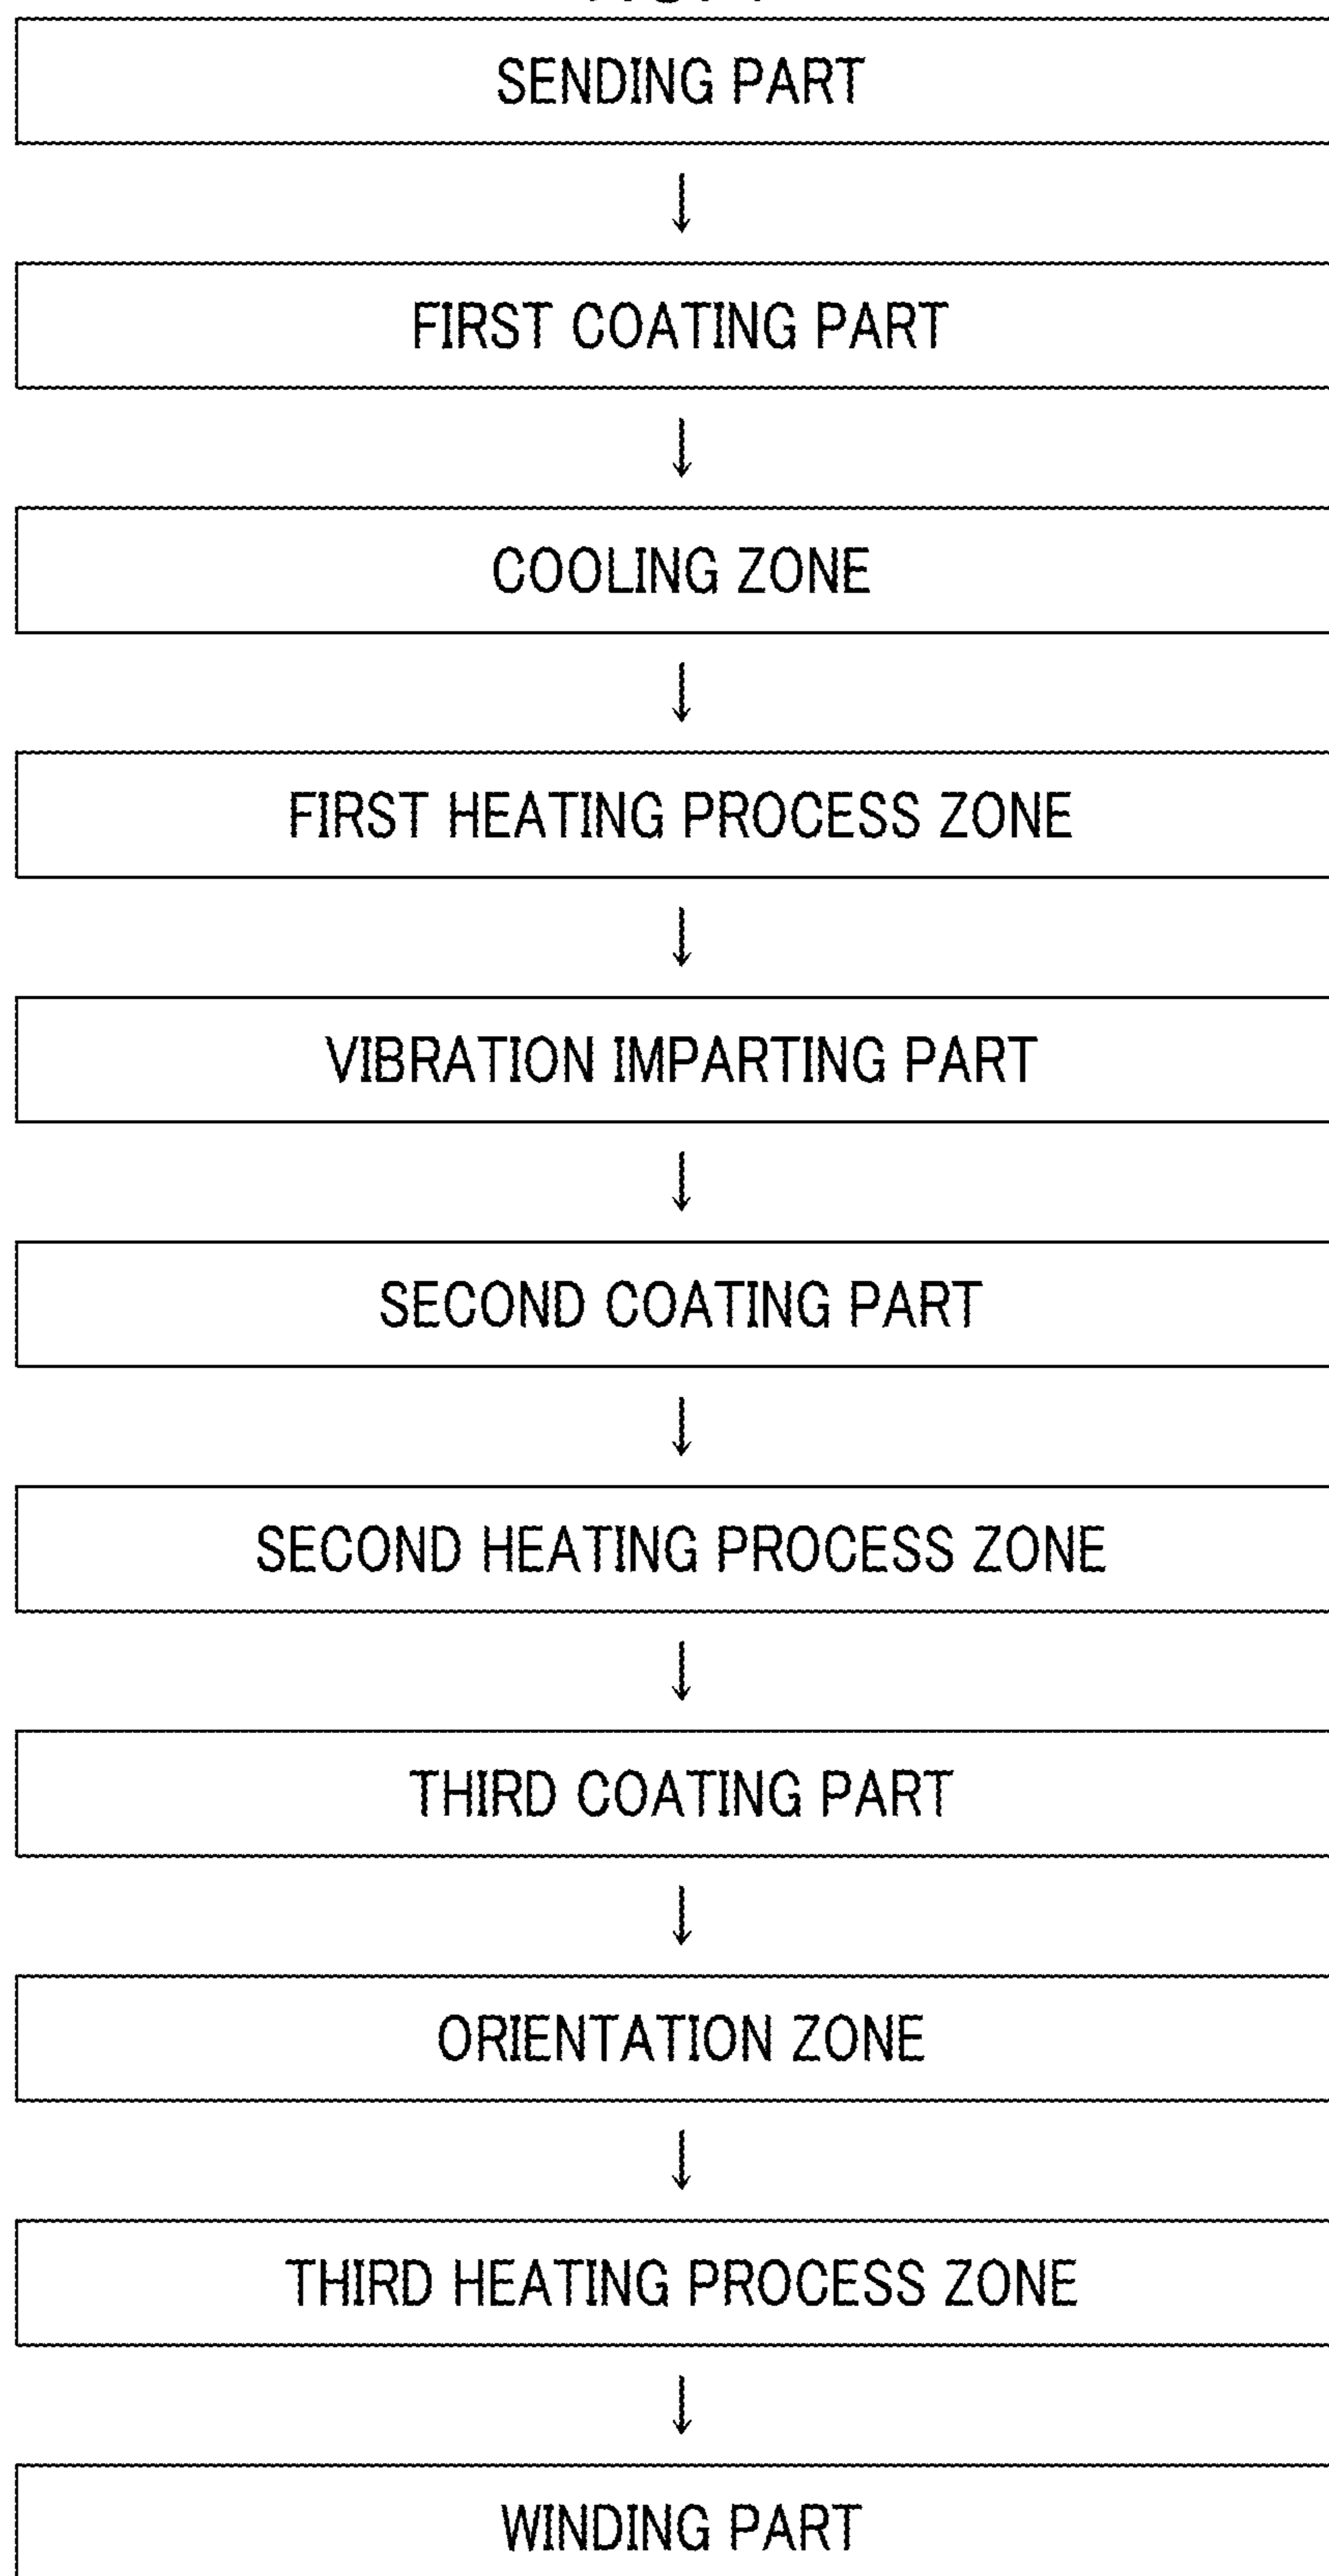 SENDING PART
↓
FIRST COATING PART
↓
COOLING ZONE
↓
FIRST HEATING PROCESS ZONE
↓
VIBRATION IMPARTING PART
↓
SECOND COATING PART
↓
SECOND HEATING PROCESS ZONE
↓
THIRD COATING PART
↓
ORIENTATION ZONE
↓
THIRD HEATING PROCESS ZONE
↓
WINDING PART